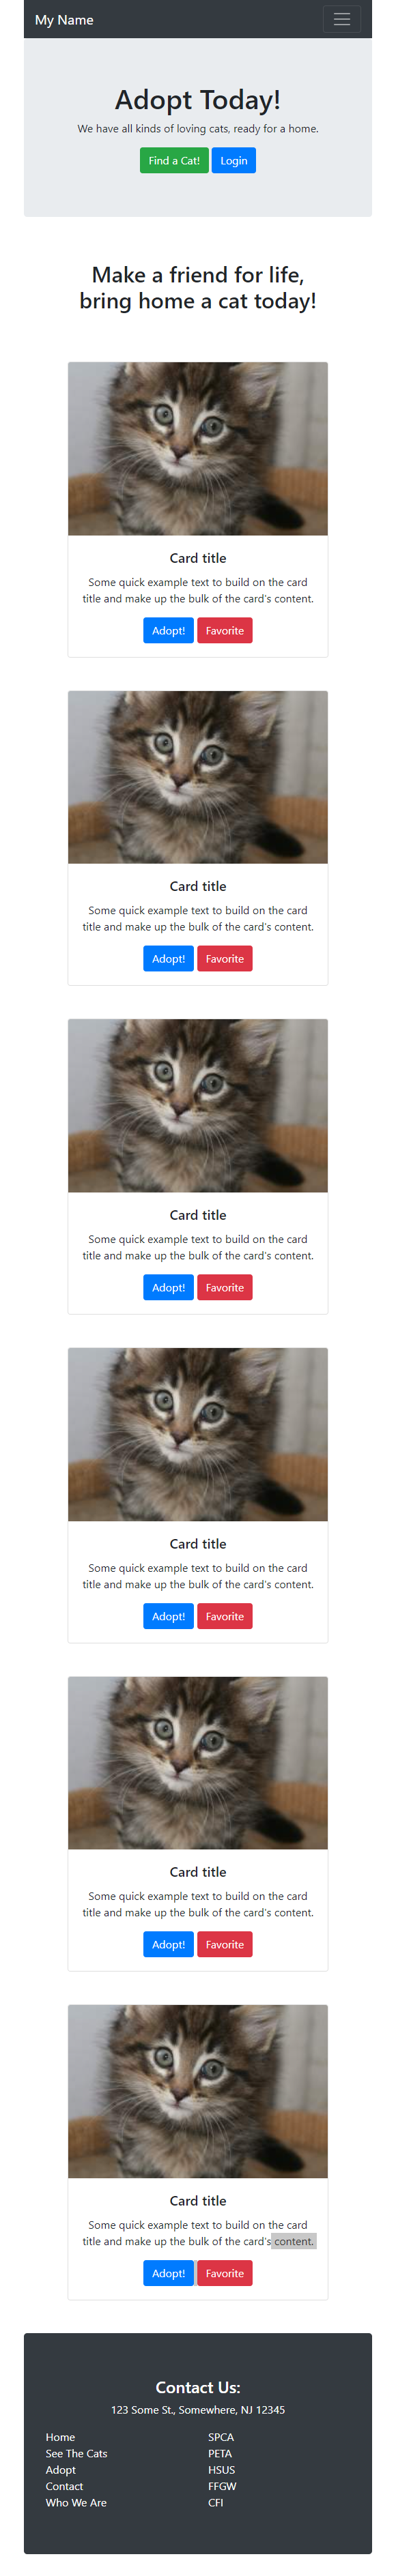 My Name
Adopt Today!
We have all kinds of loving cats, ready for a home.
Find a Cat! Login
Make a friend for life,
bring home a cat today!
Card title
Some quick example text to build on the card
title and make up the bulk of the card's content.
Adopt! Favorite
Card title
Some quick example text to build on the card
title and make up the bulk of the card's content.
Adopt! Favorite
Card title
Some quick example text to build on the card
title and make up the bulk of the card's content.
Adopt! Favorite
Card title
Some quick example text to build on the card
title and make up the bulk of the card's content.
Adopt! Favorite
Card title
Some quick example text to build on the card
title and make up the bulk of the card's content.
Adopt! Favorite
Card title
Some quick example text to build on the card
title and make up the bulk of the card's content.
Adopt! Favorite
Contact Us:
123 Some St., Somewhere, NJ 12345
Home
See The Cats
Adopt
Contact
Who We Are
SPCA
PETA
HSUS
FFGW
CFI